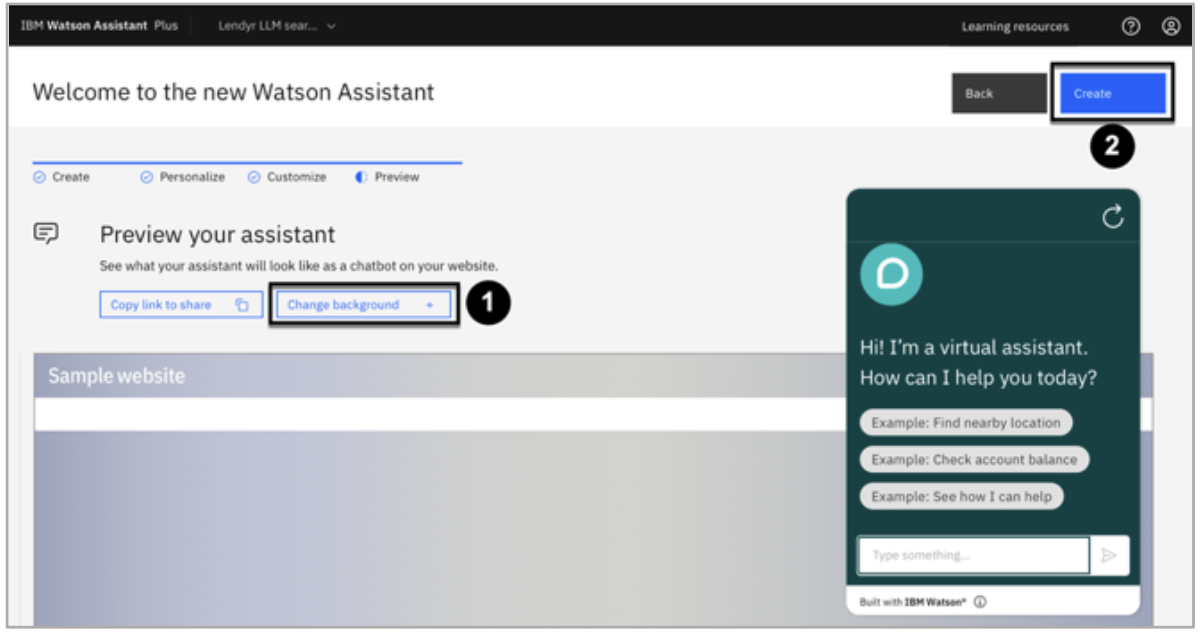 IBM Watson Assistant Plus
Lendyr LLM sear...
Learning resources
Welcome to the new Watson Assistant
Back
Create
2
Create
Personalize
Customize
Preview
Preview your assistant
See what your assistant will look like as a chatbot on your website.
Copy link to share
Change background +
1
Sample website
Hi! I'm a virtual assistant.
How can I help you today?
Example: Find nearby location
Example: Check account balance
Example: See how I can help
Type something...
Built with IBM Watson®